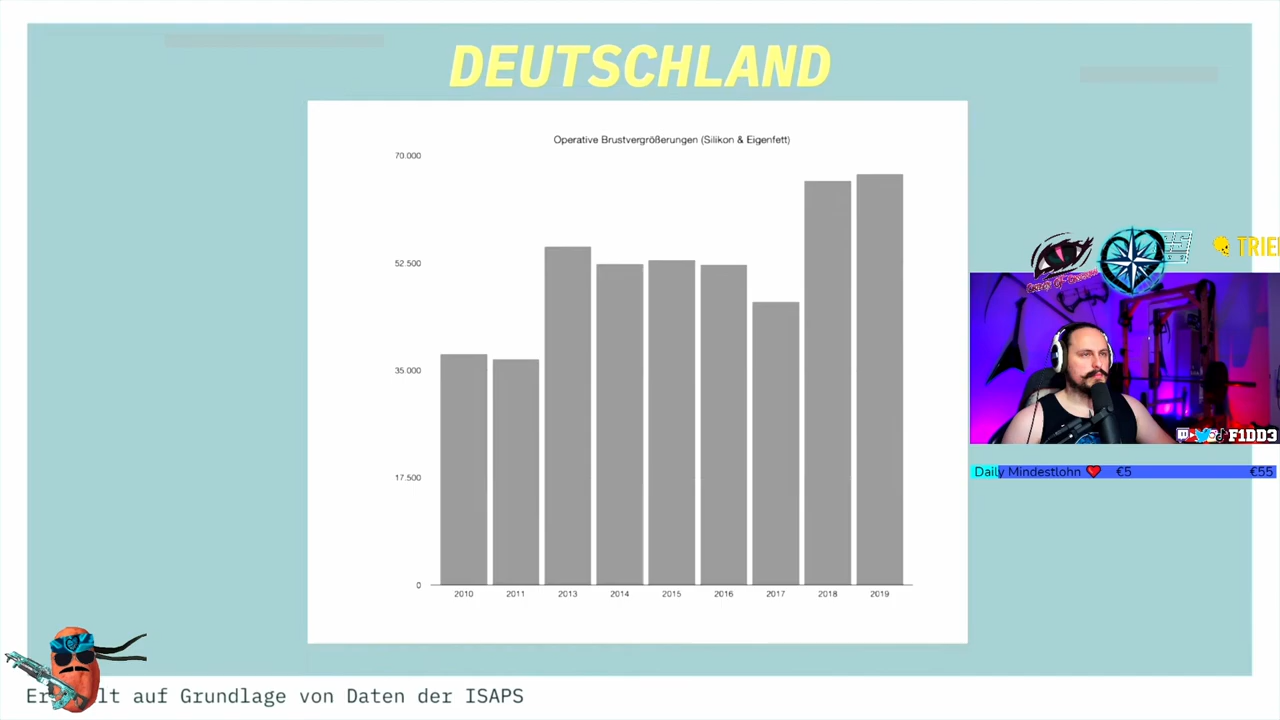 DEUTSCHLAND
Operative Brustvergrößerungen (Silikon & Eigenfett)
70.000
52.500
35.000
17.500
0
2010 2011 2013 2014 2015 2016 2017 2018 2019
TRIE
F1DD3
Daily Mindestlohn €5 €55
auf Grundlage von Daten der ISAPS